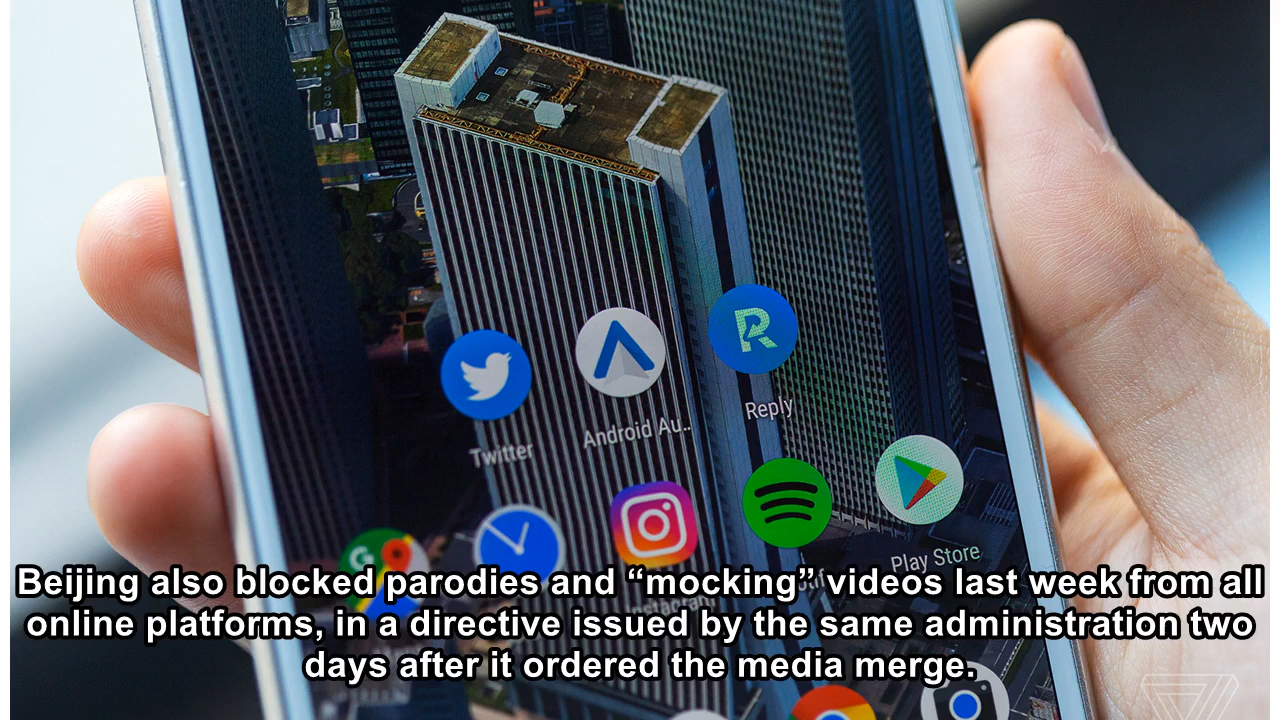 Reply
Android Au..
Twitter
Play Store
Beijing also blocked parodies and “mocking” videos last week from all
online platforms, in a directive issued by the same administration two
days after it ordered the media merge.